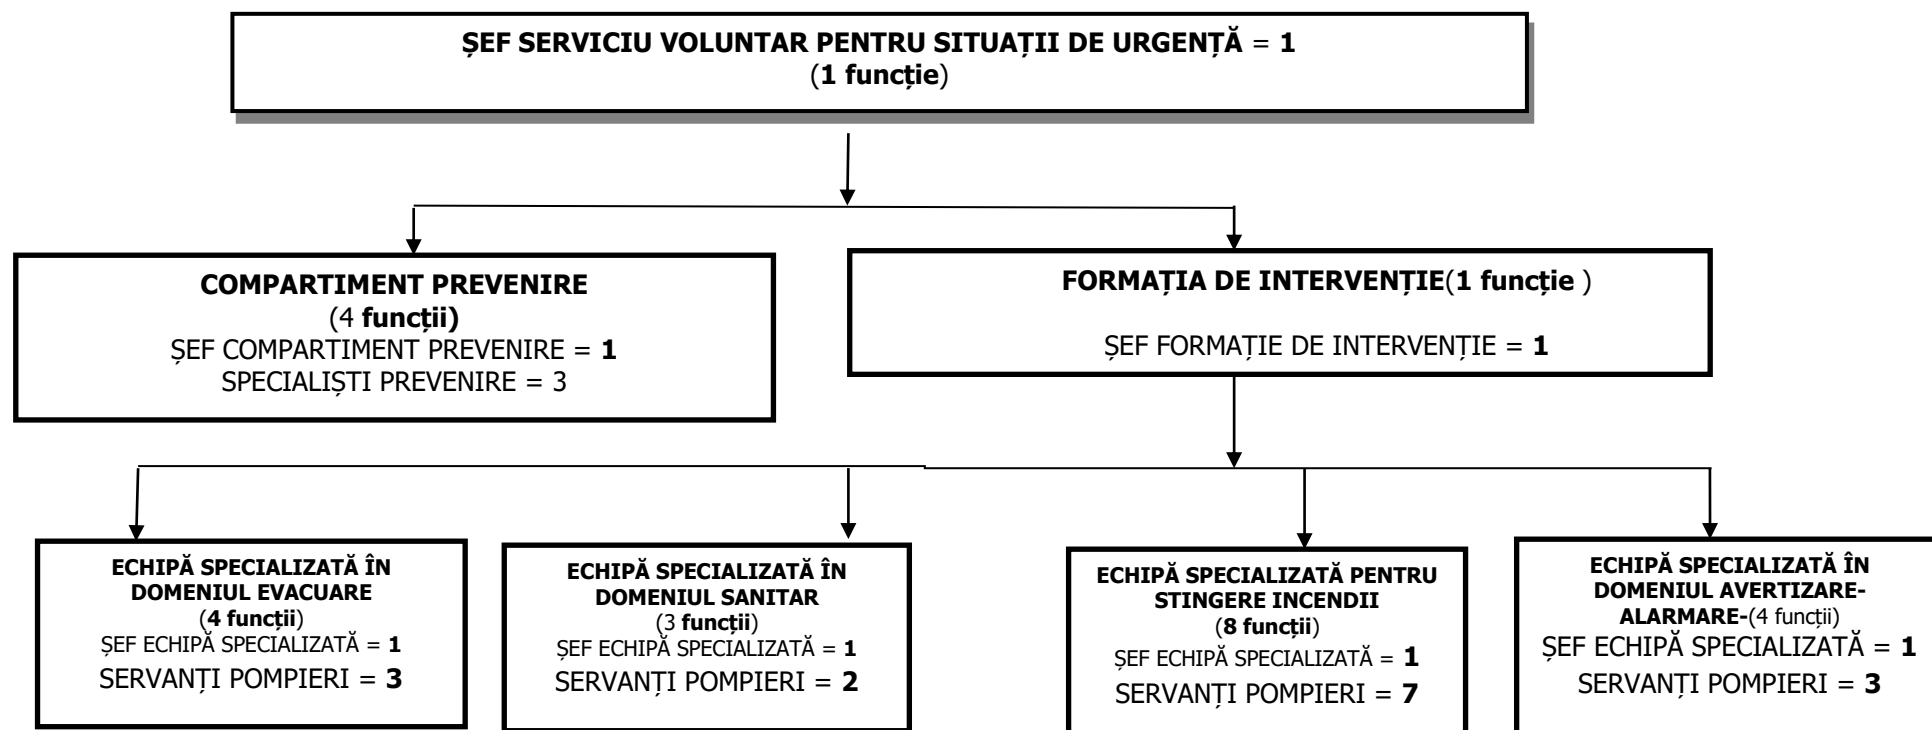 ȘEF SERVICIU VOLUNTAR PENTRU SITUAȚII DE URGENȚĂ = 1
(1 funcție)
COMPARTIMENT PREVENIRE
(4 funcții)
ȘEF COMPARTIMENT PREVENIRE = 1
SPECIALIȘTI PREVENIRE = 3
FORMAȚIA DE INTERVENȚIE(1 funcție )
ȘEF FORMAȚIE DE INTERVENȚIE = 1
ECHIPĂ SPECIALIZATĂ ÎN
DOMENIUL EVACUARE
(4 funcții)
ȘEF ECHIPĂ SPECIALIZATĂ = 1
SERVANȚI POMPIERI = 3
ECHIPĂ SPECIALIZATĂ ÎN
DOMENIUL SANITAR
(3 funcții)
ȘEF ECHIPĂ SPECIALIZATĂ = 1
SERVANȚI POMPIERI = 2
ECHIPĂ SPECIALIZATĂ PENTRU
STINGERE INCENDII
(8 funcții)
ȘEF ECHIPĂ SPECIALIZATĂ = 1
SERVANȚI POMPIERI = 7
ECHIPĂ SPECIALIZATĂ ÎN
DOMENIUL AVERTIZARE-
ALARMARE-(4 funcții)
ȘEF ECHIPĂ SPECIALIZATĂ = 1
SERVANȚI POMPIERI = 3